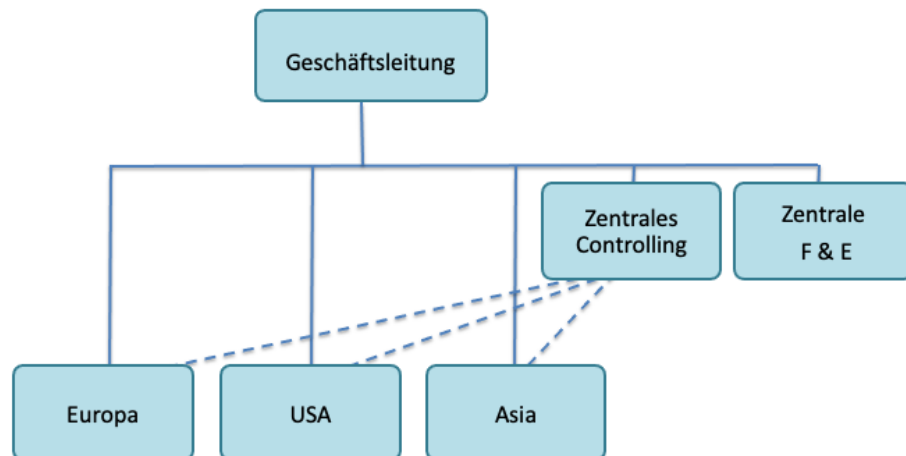 Geschäftsleitung
Zentrales
Controlling
Zentrale
F & E
Europa
USA
Asia